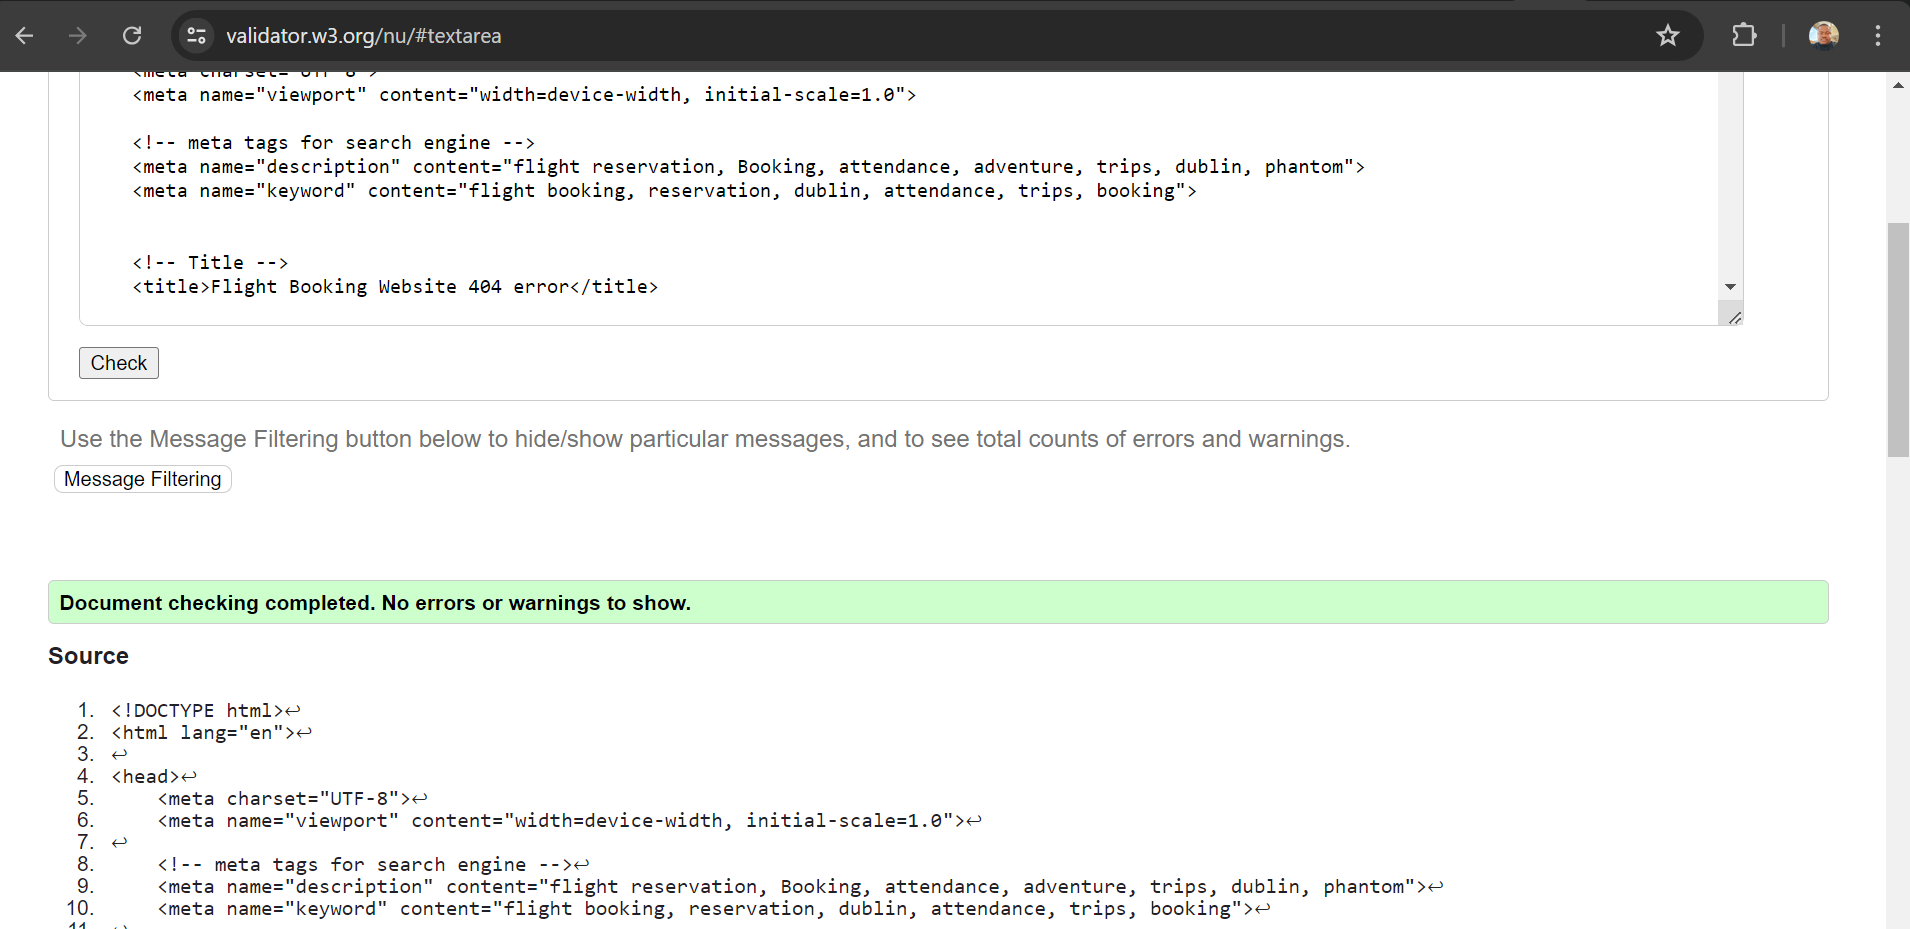 validator.w3.org/nu/#textarea
<meta charset="UTF-8">
<meta name="viewport" content="width=device-width, initial-scale=1.0">
<!-- meta tags for search engine -->
<meta name="description" content="flight reservation, Booking, attendance, adventure, trips, dublin, phantom">
<meta name="keyword" content="flight booking, reservation, dublin, attendance, trips, booking">
<!-- Title -->
<title>Flight Booking Website 404 error</title>
Check
Use the Message Filtering button below to hide/show particular messages, and to see total counts of errors and warnings.
Message Filtering
Document checking completed. No errors or warnings to show.
Source
1. <!DOCTYPE html>↩
2. <html lang="en">↩
3. ↩
4. <head>↩
5. <meta charset="UTF-8">↩
6. <meta name="viewport" content="width=device-width, initial-scale=1.0">↩
7. ↩
8. <!-- meta tags for search engine -->↩
9. <meta name="description" content="flight reservation, Booking, attendance, adventure, trips, dublin, phantom">↩
10. <meta name="keyword" content="flight booking, reservation, dublin, attendance, trips, booking">↩
11. ↩